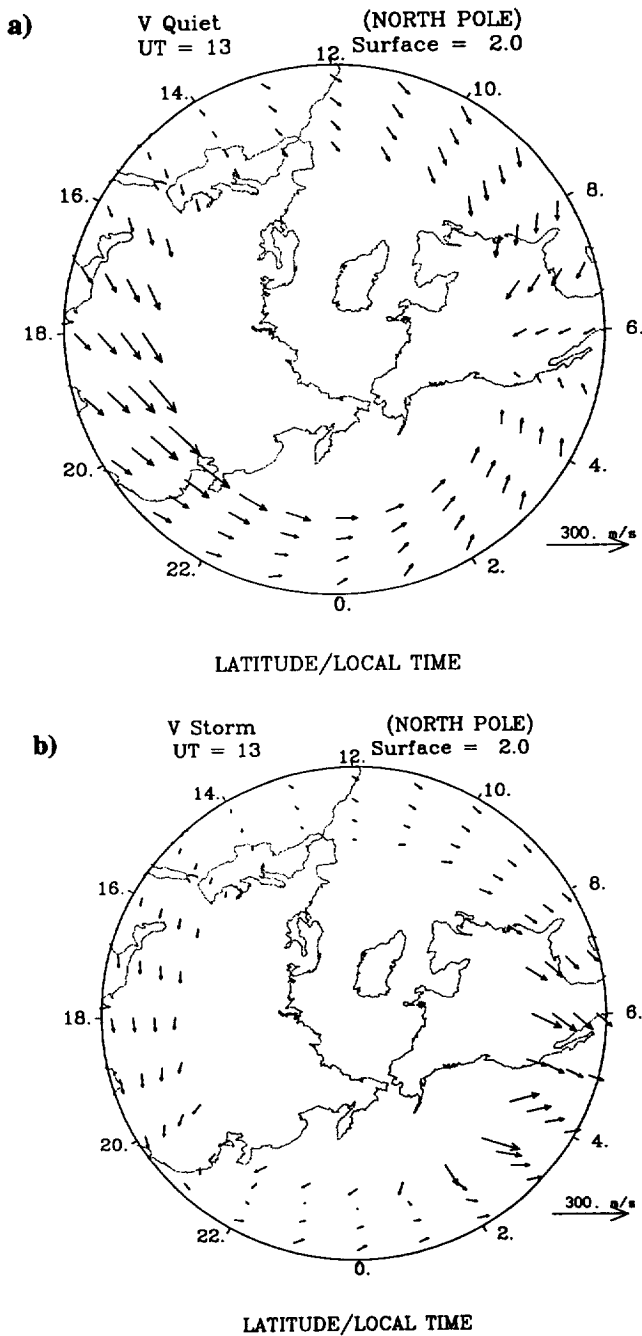 a)
V Quiet (NORTH POLE)
UT = 13 Surface = 2.0
12.
14. 10.
16. 8.
18. 6.
20. 4.
300. m/s
22. 2.
0.
LATITUDE/LOCAL TIME
b)
V Storm (NORTH POLE)
UT = 13 Surface = 2.0
12.
14. 10.
16. 8.
18. 6.
20. 4.
300. m/s
22. 2.
0.
LATITUDE/LOCAL TIME